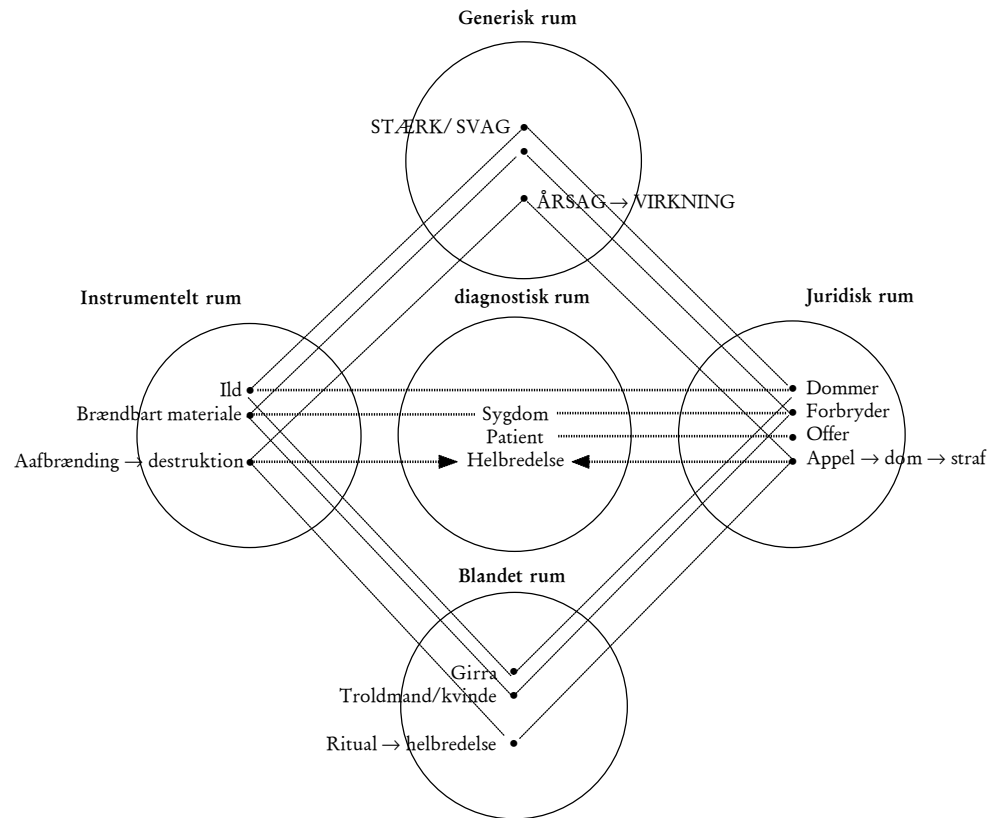 Generisk rum
STÆRK/ SVAG
ÅRSAG → VIRKNING
Instrumentelt rum
diagnostisk rum
Juridisk rum
Ild
Brændbart materiale
Aafbrænding → destruktion
Sygdom
Patient
Helbredelse
Dommer
Forbryder
Offer
Appel → dom → straf
Blandet rum
Girra
Troldmand/kvinde
Ritual → helbredelse